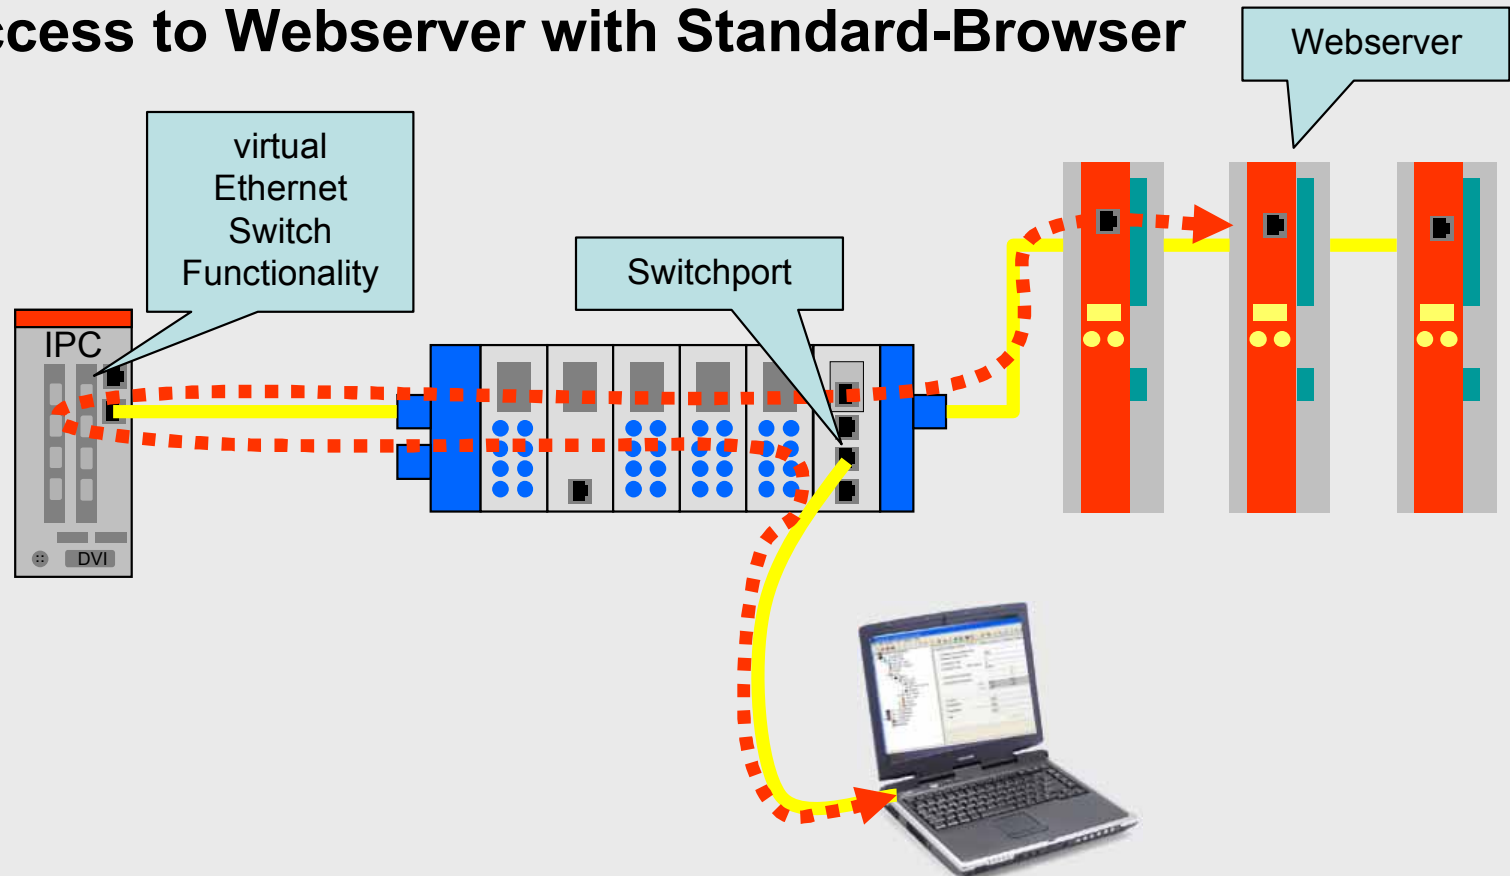 ccess to Webserver with Standard-Browser
Webserver
virtual
Ethernet
Switch
Functionality
Switchport
IPC
DVI